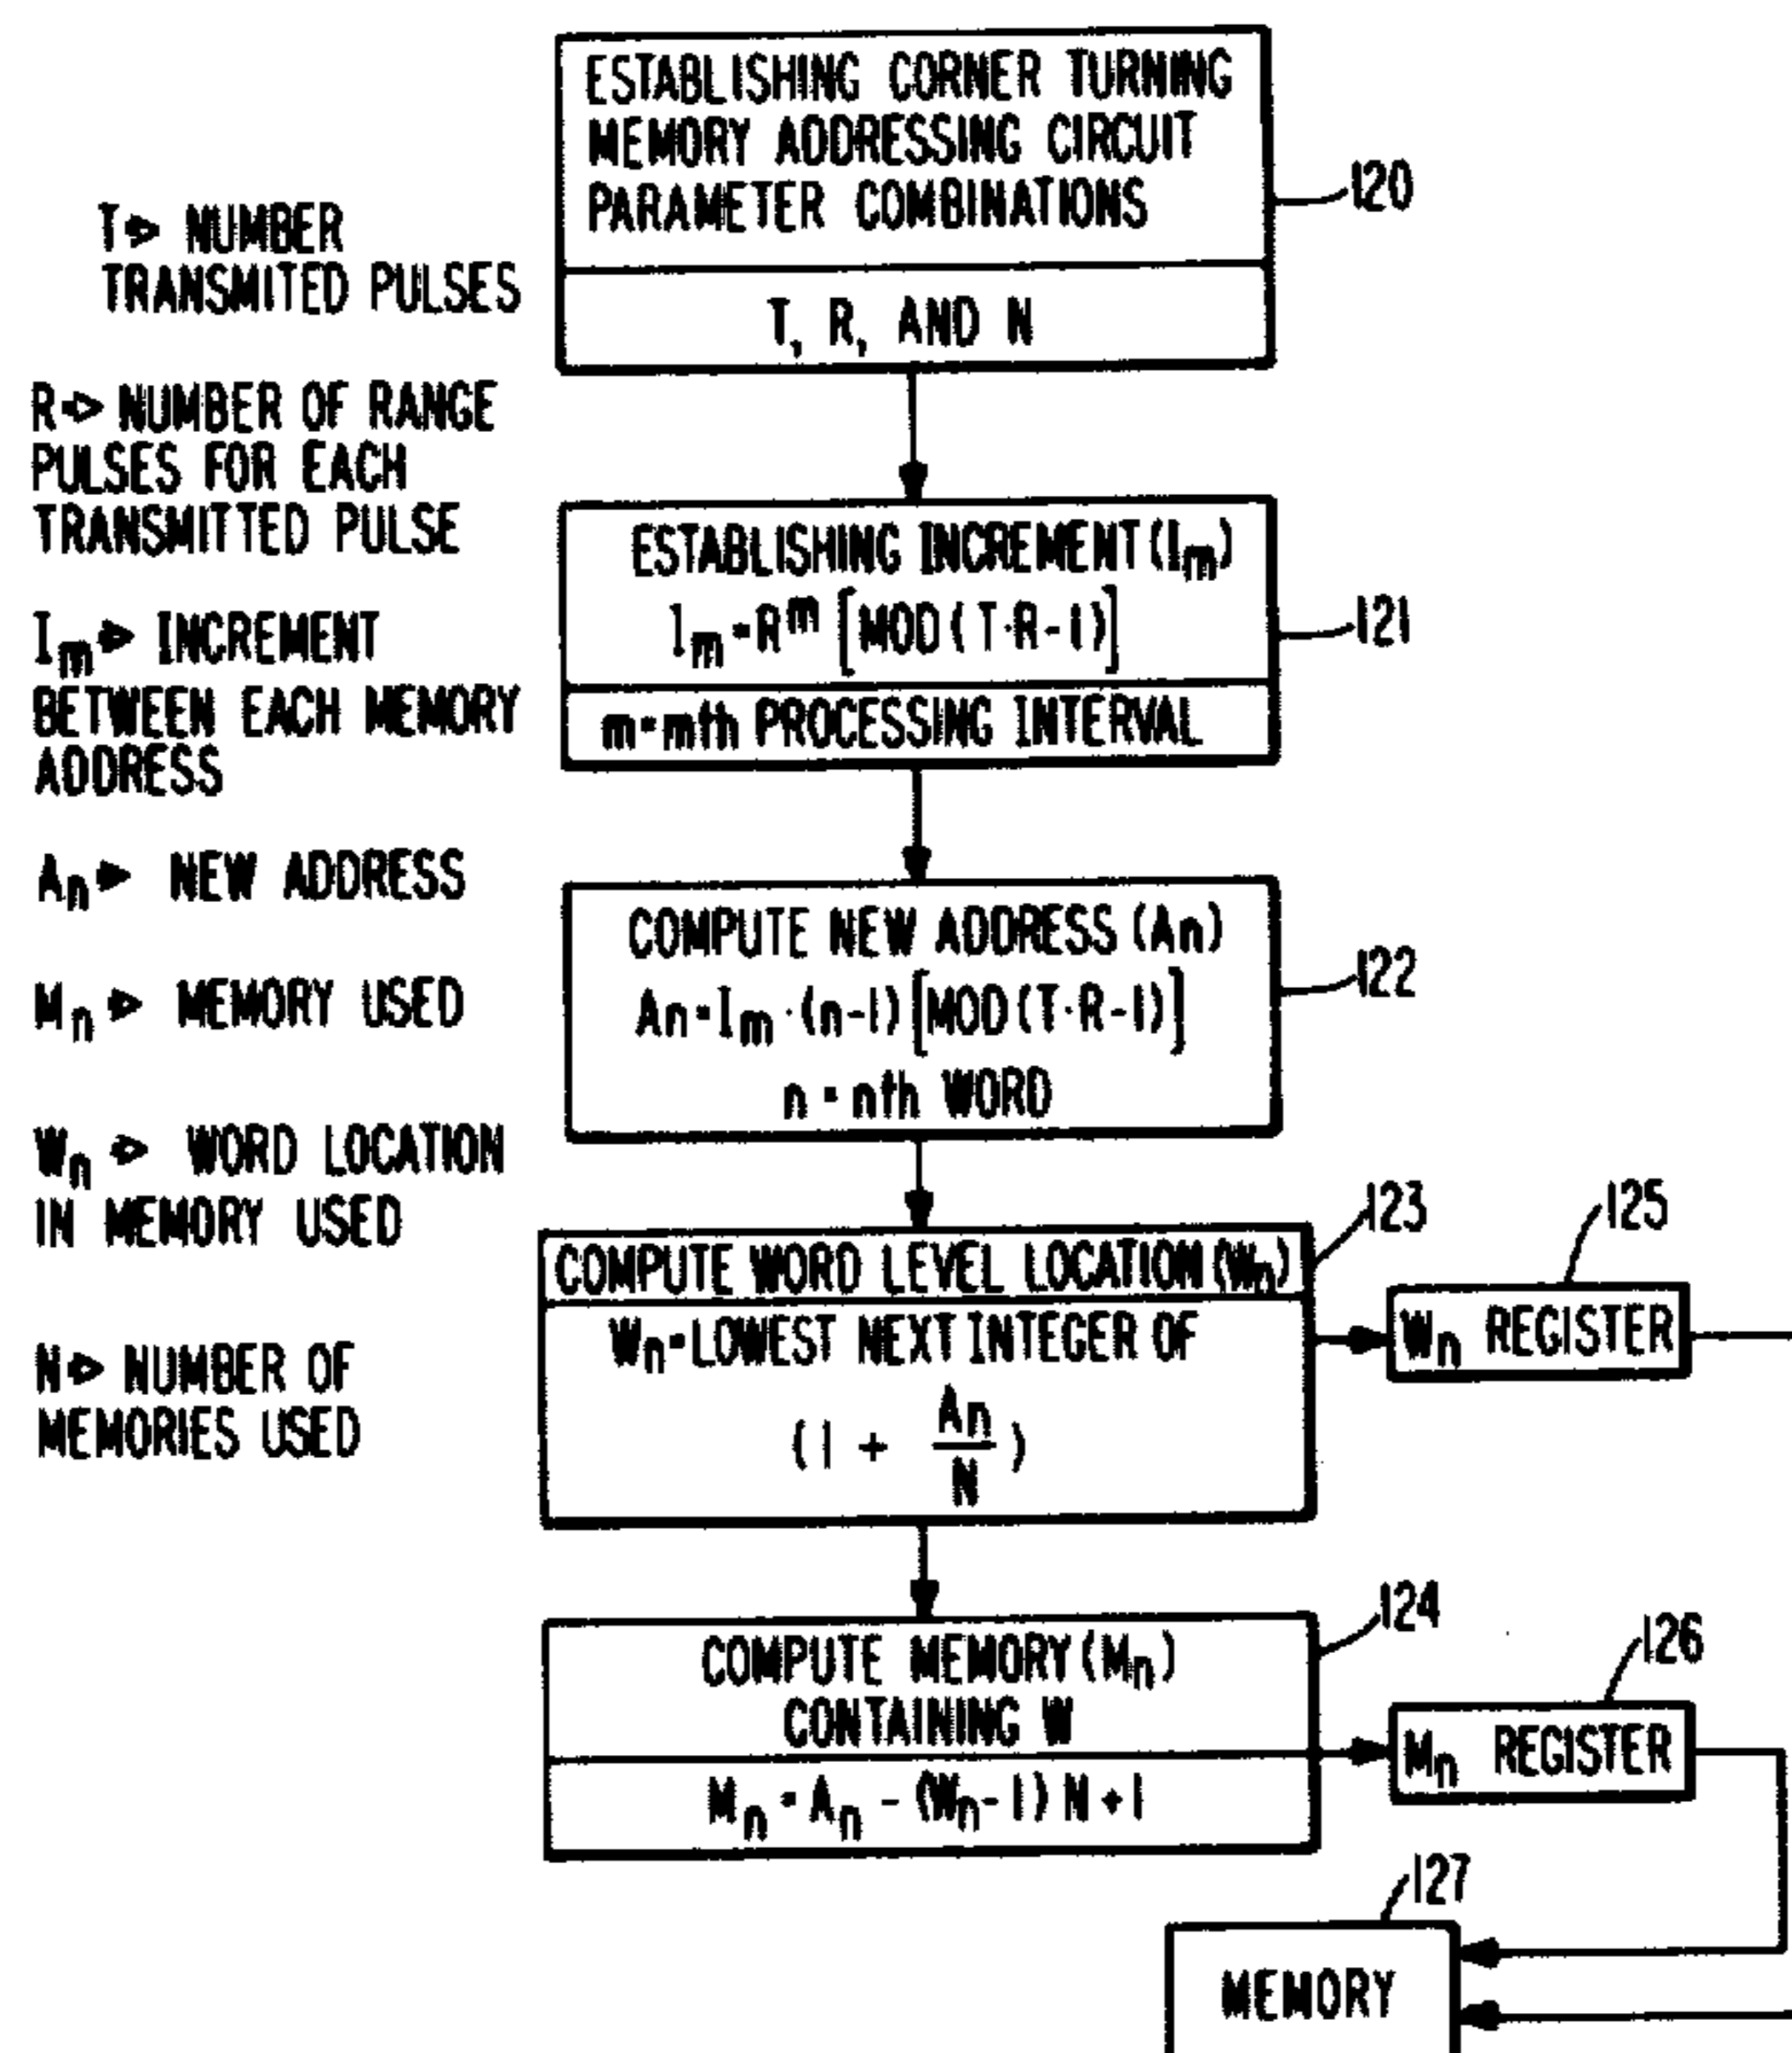 ESTABLISHING CORNER TURNING
MEMORY ADDRESSING CIRCUIT
PARAMETER COMBINATIONS
T, R, AND N
120
T⇒ NUMBER
TRANSMITED PULSES
R⇒ NUMBER OF RANGE
PULSES FOR EACH
TRANSMITTED PULSE
Im⇒ INCREMENT
BETWEEN EACH MEMORY
ADDRESS
An⇒ NEW ADDRESS
Mn⇒ MEMORY USED
Wn⇒ WORD LOCATION
IN MEMORY USED
N⇒ NUMBER OF
MEMORIES USED
ESTABLISHING INCREMENT (Im)
Im=R^m [MOD(T·R-1)]
m=mth PROCESSING INTERVAL
121
COMPUTE NEW ADDRESS (An)
An=Im·(n-1)[MOD(T·R-1)]
n=nth WORD
122
COMPUTE WORD LEVEL LOCATION (Wn)
Wn=LOWEST NEXT INTEGER OF
(1 + An/N)
123
Wn REGISTER
125
COMPUTE MEMORY (Mn)
CONTAINING W
Mn=An-(Wn-1)N+1
124
Mn REGISTER
126
MEMORY
127